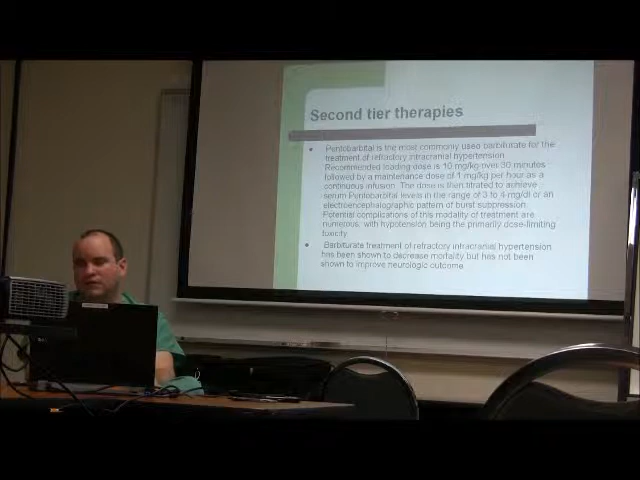 Second tier therapies
Pentobarbital is the most commonly used barbiturate for the
treatment of refractory intracranial hypertension
Recommended loading dose is 10 mg/kg over 30 minutes
followed by a maintenance dose of 1 mg/kg per hour as a
continuous infusion. The dose is then titrated to achieve
serum Pentobarbital levels in the range of 3 to 4 mg/dl or an
electroencephalographic pattern of burst suppression.
Potential complications of this modality of treatment are
numerous, with hypotension being the primarily dose-limiting
toxicity.
Barbiturate treatment of refractory intracranial hypertension
has been shown to decrease mortality but has not been
shown to improve neurologic outcome